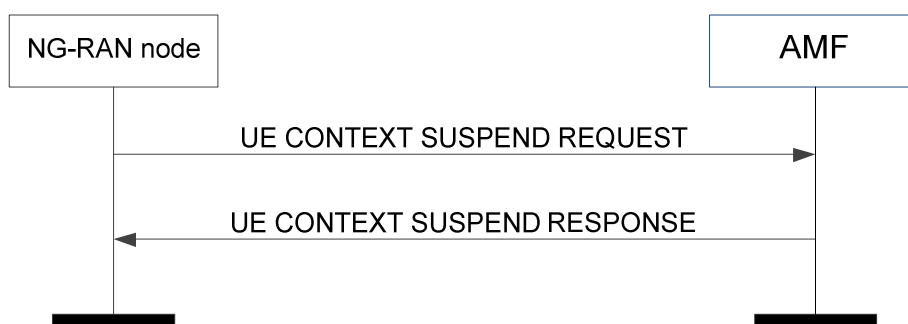 NG-RAN node
AMF
UE CONTEXT SUSPEND REQUEST
UE CONTEXT SUSPEND RESPONSE